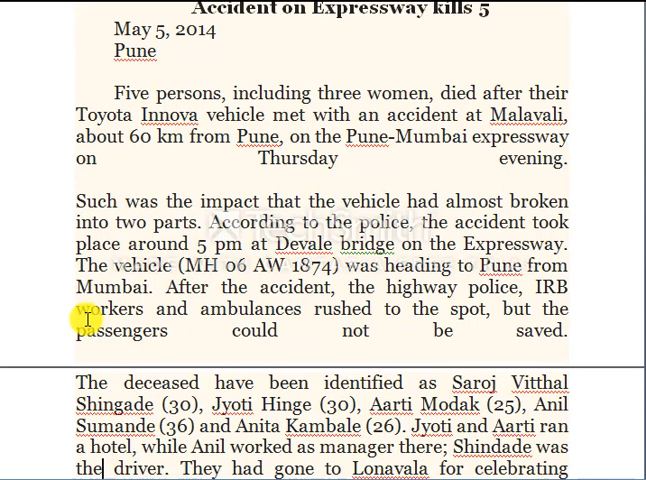 Accident on Expressway kills 5
May 5, 2014
Pune
Five persons, including three women, died after their
Toyota Innova vehicle met with an accident at Malavali,
about 60 km from Pune, on the Pune-Mumbai expressway
on Thursday evening.
Such was the impact that the vehicle had almost broken
into two parts. According to the police, the accident took
place around 5 pm at Devale bridge on the Expressway.
The vehicle (MH 06 AW 1874) was heading to Pune from
Mumbai. After the accident, the highway police, IRB
workers and ambulances rushed to the spot, but the
passengers could not be saved.
The deceased have been identified as Saroj Vitthal
Shingade (30), Jyoti Hinge (30), Aarti Modak (25), Anil
Sumande (36) and Anita Kambale (26). Jyoti and Aarti ran
a hotel, while Anil worked as manager there; Shindade was
the driver. They had gone to Lonavala for celebrating